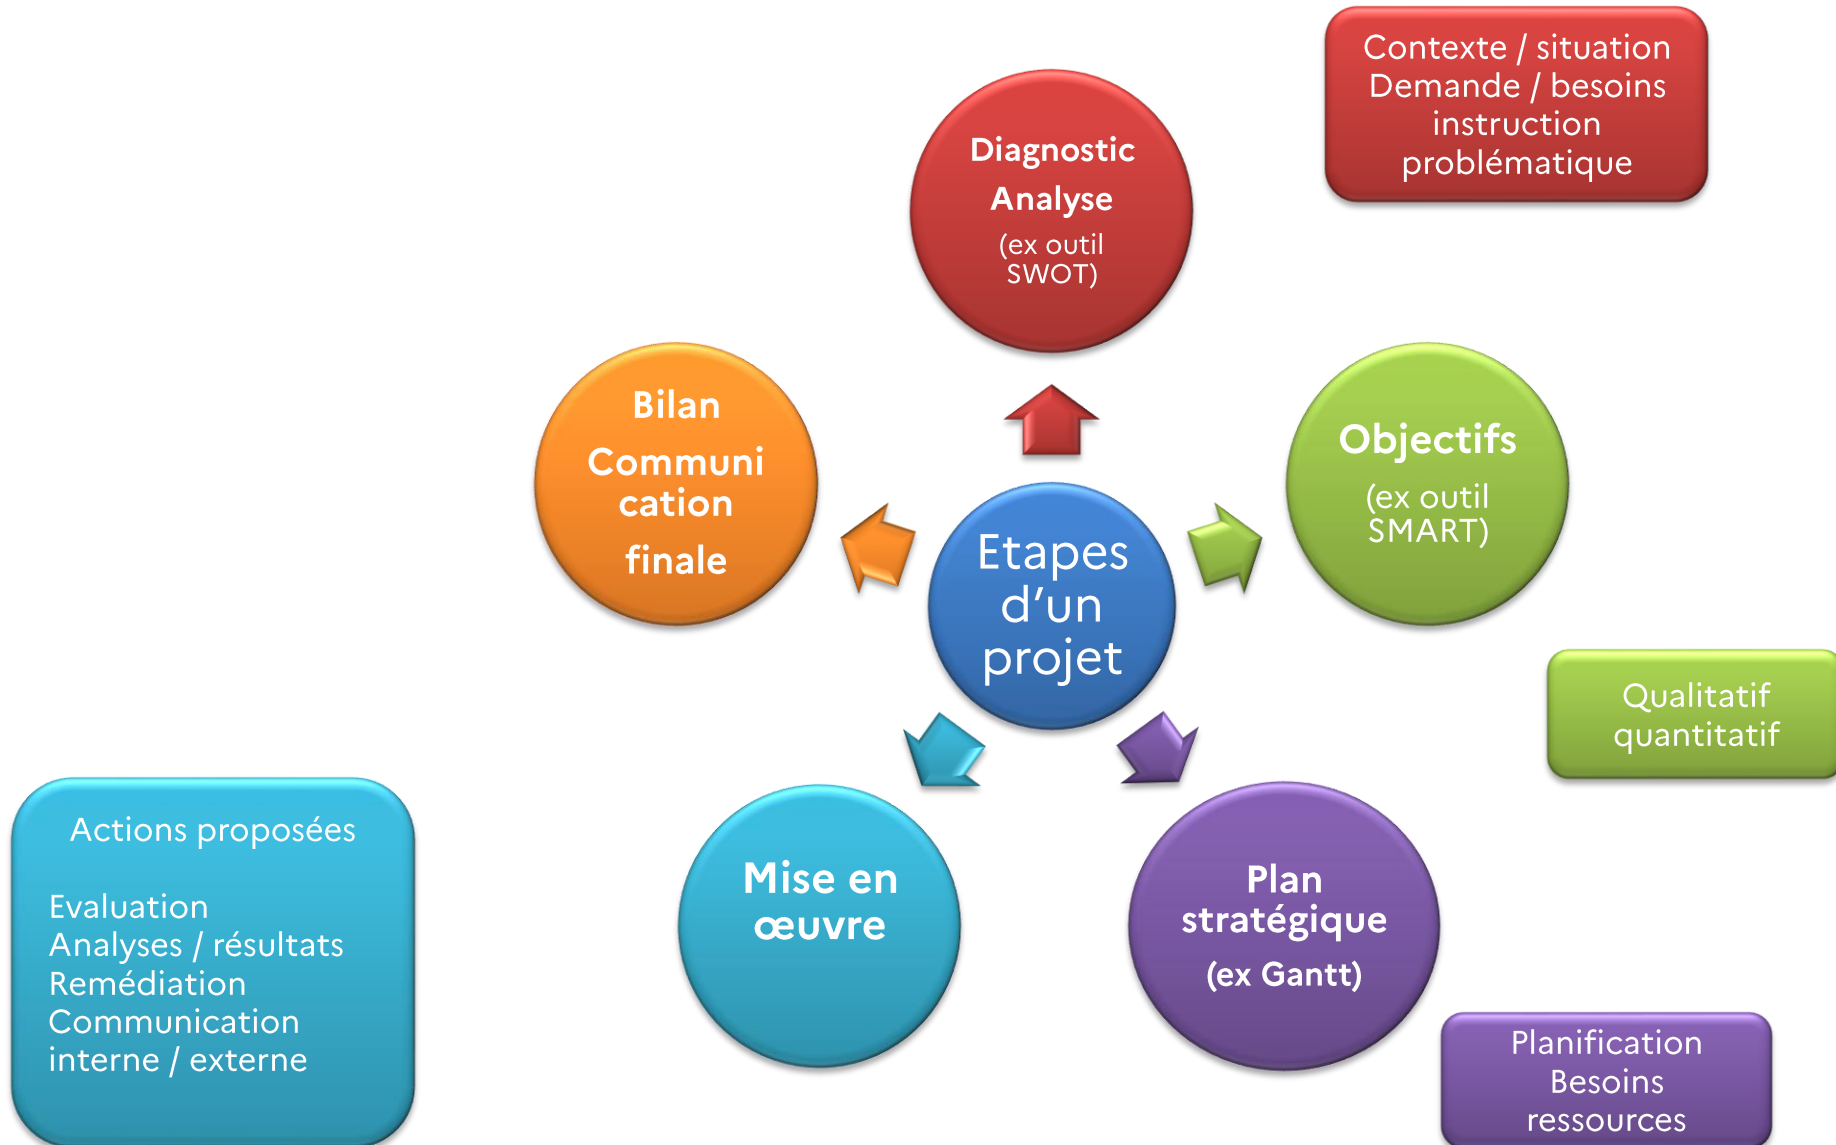 Contexte / situation
Demande / besoins
instruction
problématique
Diagnostic
Analyse
(ex outil
SWOT)
Bilan
Communi
cation
finale
Objectifs
(ex outil
SMART)
Etapes
d’un
projet
Qualitatif
quantitatif
Actions proposées
Evaluation
Analyses / résultats
Remédiation
Communication
interne / externe
Mise en
œuvre
Plan
stratégique
(ex Gantt)
Planification
Besoins
ressources